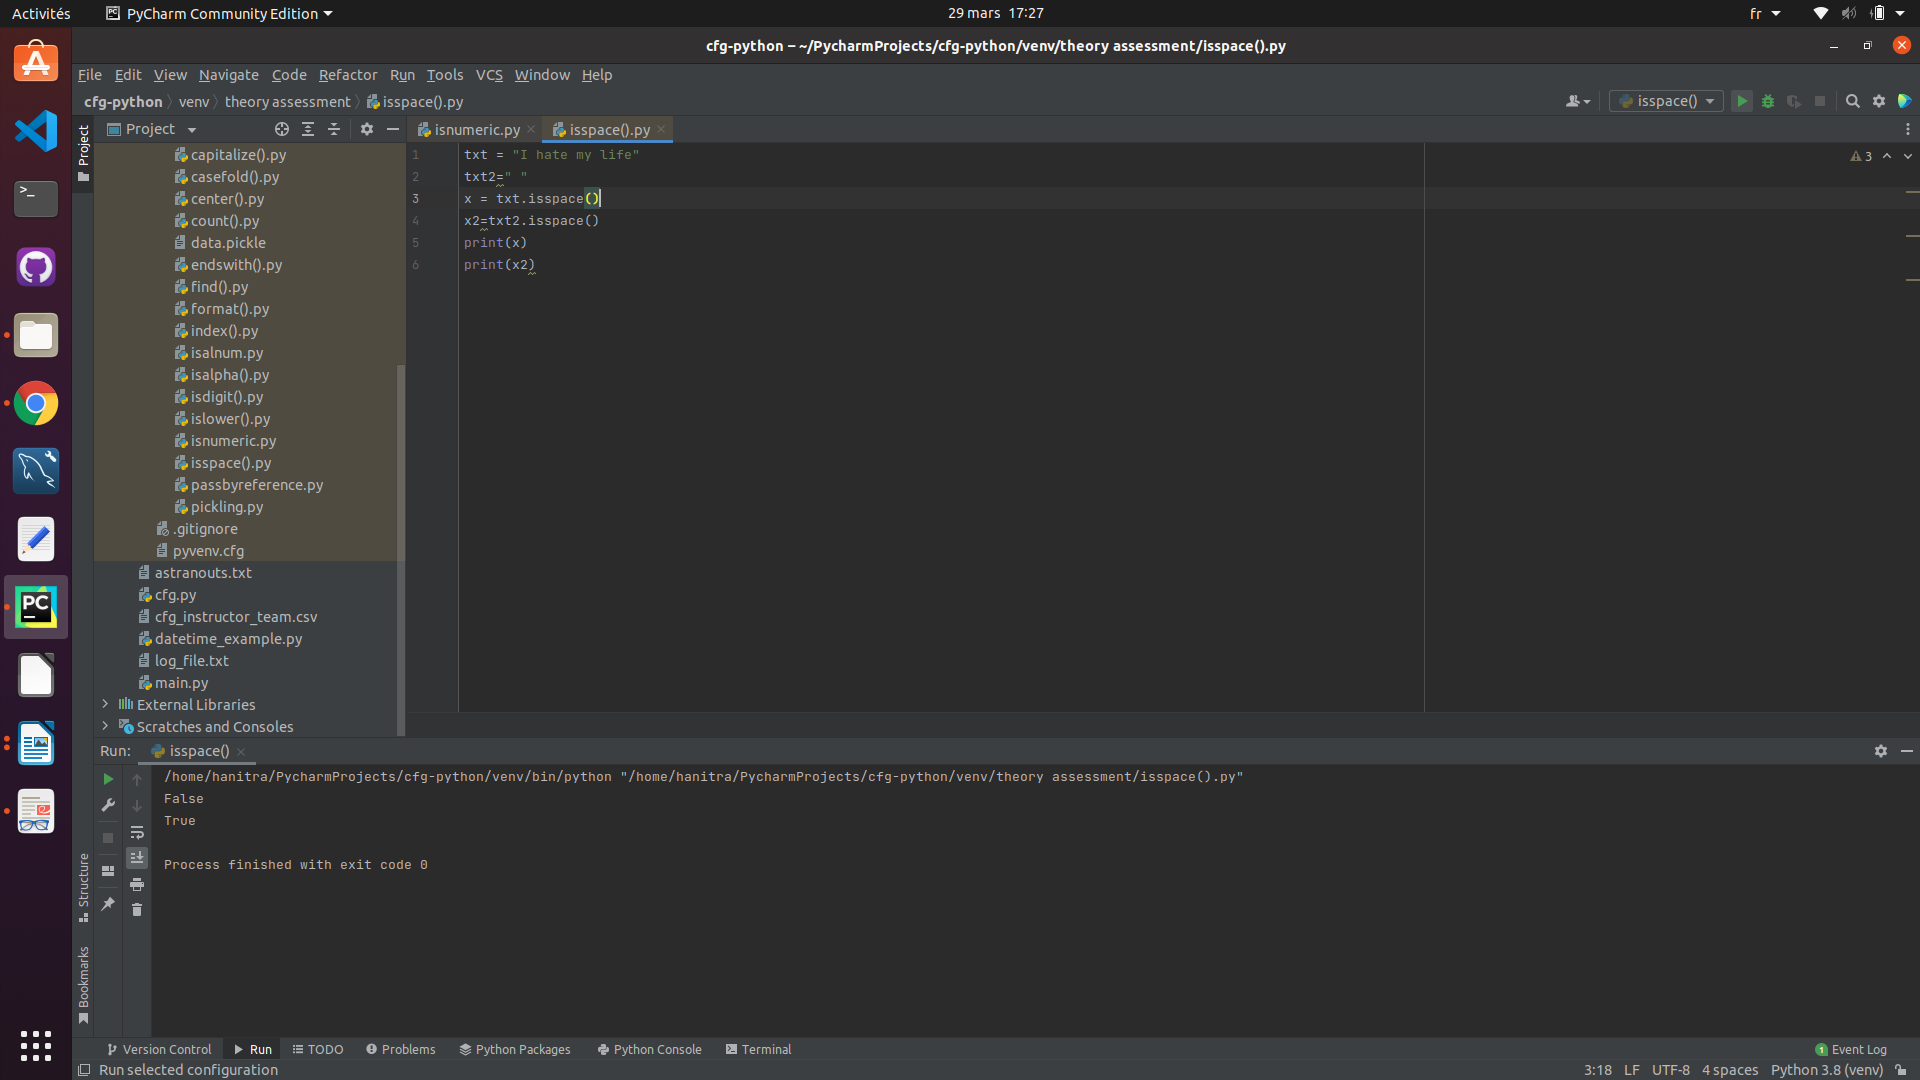 Activités
PyCharm Community Edition
29 mars 17:27
fr
cfg-python – ~/PycharmProjects/cfg-python/venv/theory assessment/isspace().py
File Edit View Navigate Code Refactor Run Tools VCS Window Help
cfg-python venv theory assessment isspace().py
isspace()
Project
isnumeric.py
isspace().py
Project
capitalize().py
casefold().py
center().py
count().py
data.pickle
endswith().py
find().py
format().py
index().py
isalnum.py
isalpha().py
isdigit().py
islower().py
isnumeric.py
isspace().py
passbyreference.py
pickling.py
.gitignore
pyvenv.cfg
astranouts.txt
cfg.py
cfg_instructor_team.csv
datetime_example.py
log_file.txt
main.py
External Libraries
Scratches and Consoles
1 txt = "I hate my life"
2 txt2=" "
3 x = txt.isspace()
4 x2=txt2.isspace()
5 print(x)
6 print(x2)
3
Run: isspace()
/home/hanitra/PycharmProjects/cfg-python/venv/bin/python "/home/hanitra/PycharmProjects/cfg-python/venv/theory assessment/isspace().py"
False
True
Process finished with exit code 0
Structure
Bookmarks
PC
Version Control Run TODO Problems Python Packages Python Console Terminal
1 Event Log
Run selected configuration
3:18 LF UTF-8 4 spaces Python 3.8 (venv)